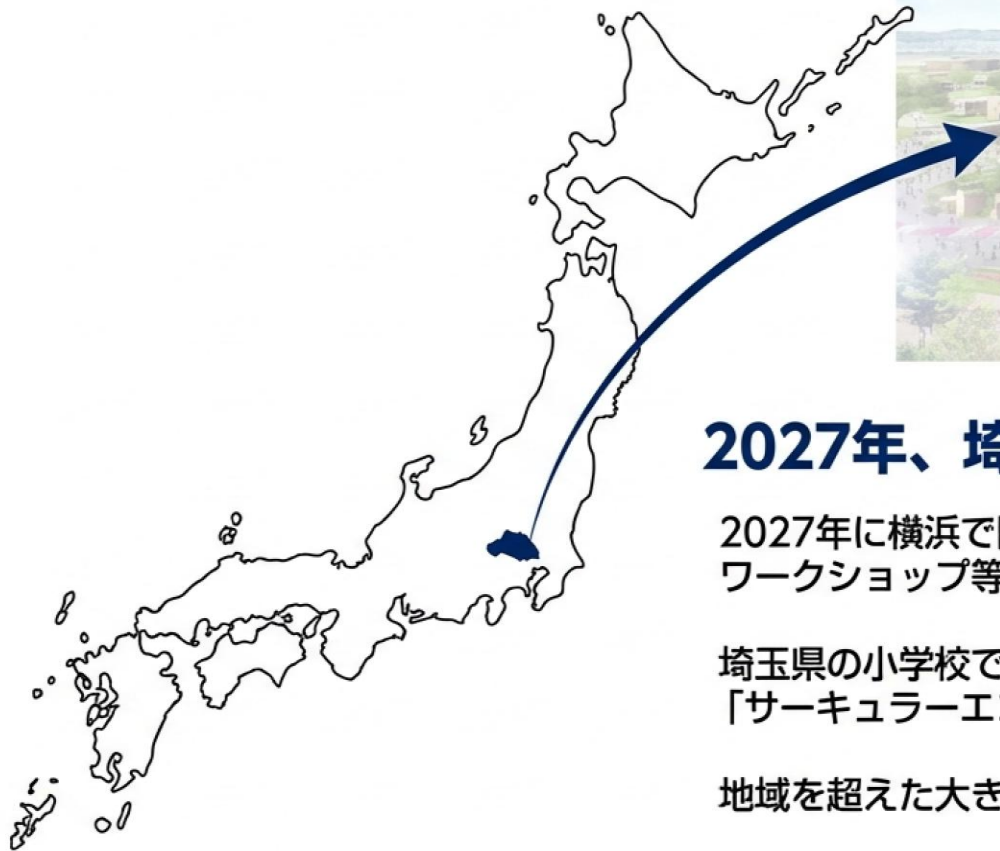 2027年、埼
2027年に横浜で
ワークショップ等
埼玉県の小学校で
「サーキュラーエコ
地域を超えた大き